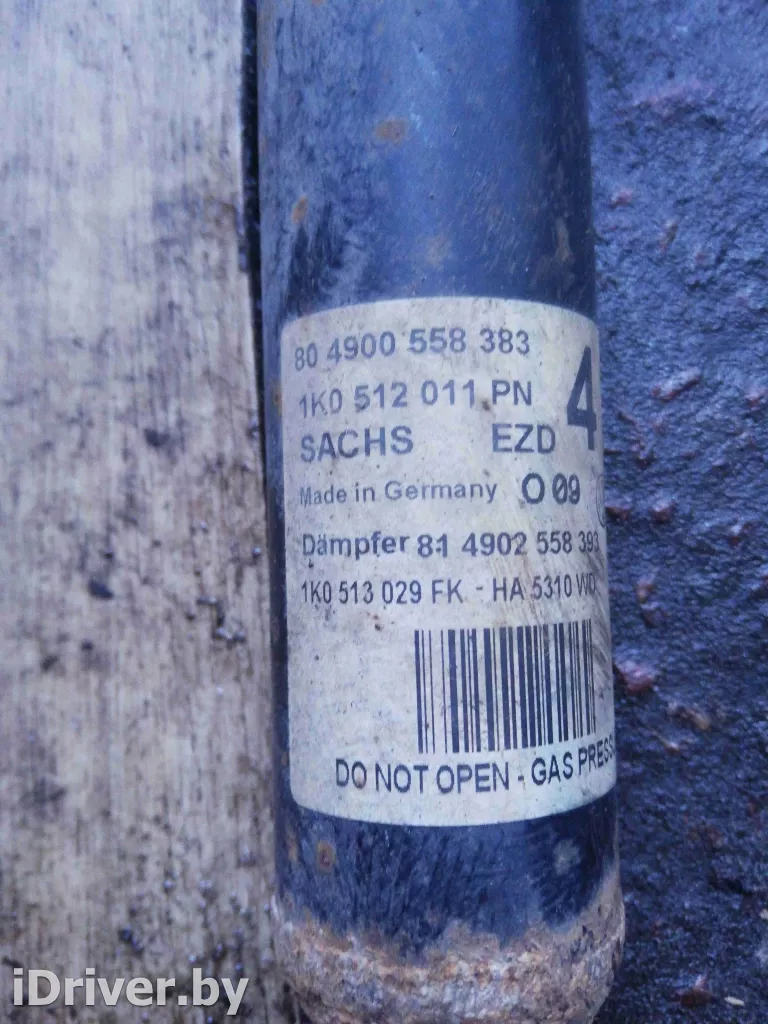 80 4900 558 383
1K0 512 011 PN 4
SACHS EZD
Made in Germany O 09
Dämpfer 81 4902 558 393
1K0 513 029 FK - HA 5310 WD
DO NOT OPEN - GAS
iDriver.by